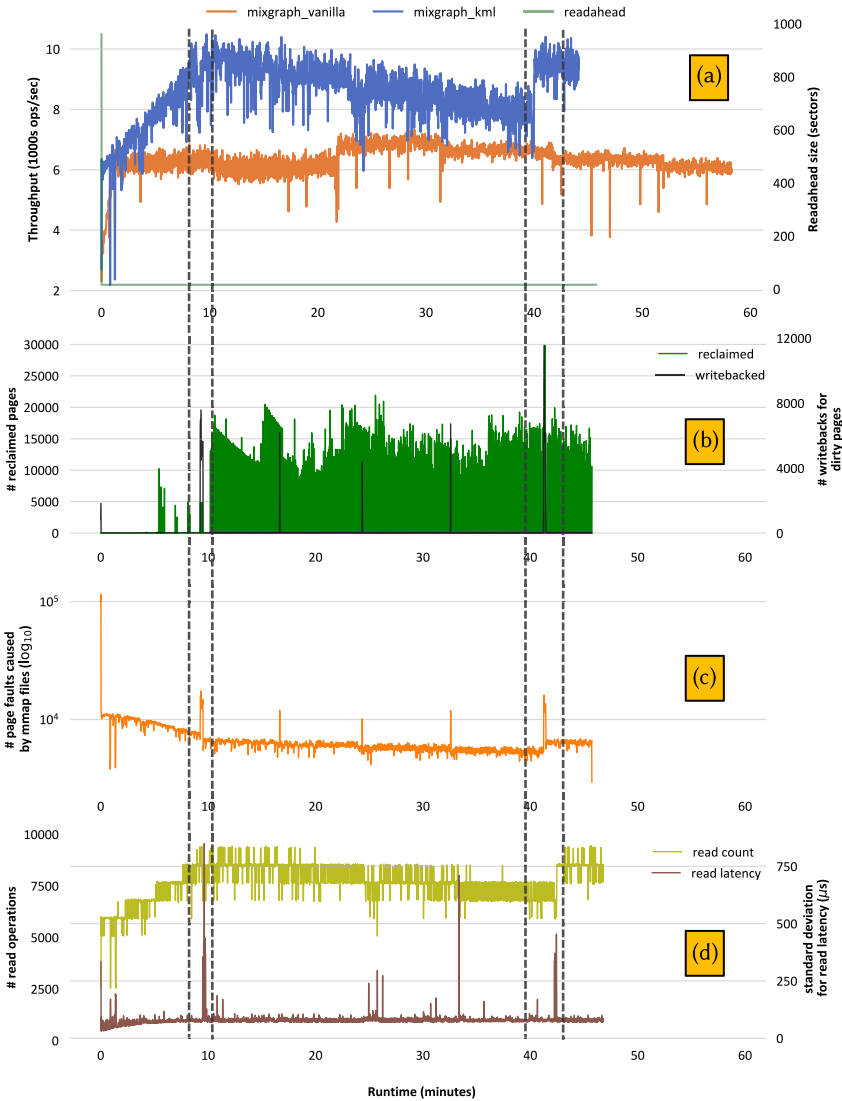 mixgraph_vanilla mixgraph_kml readahead
Throughput (1000s ops/sec)
10
8
6
4
2
(a)
1000
800
600
400
200
0
Readahead size (sectors)
0 10 20 30 40 50 60
# reclaimed pages
30000
25000
20000
15000
10000
5000
0
reclaimed
writebacked
(b)
12000
8000
4000
0
# writebacks for
dirty pages
0 10 20 30 40 50 60
# page faults caused
by mmap files (log₁₀)
10⁵
10⁴
(c)
0 10 20 30 40 50 60
# read operations
10000
7500
5000
2500
0
read count
read latency
(d)
750
500
250
0
standard deviation
for read latency (μs)
0 10 20 30 40 50 60
Runtime (minutes)